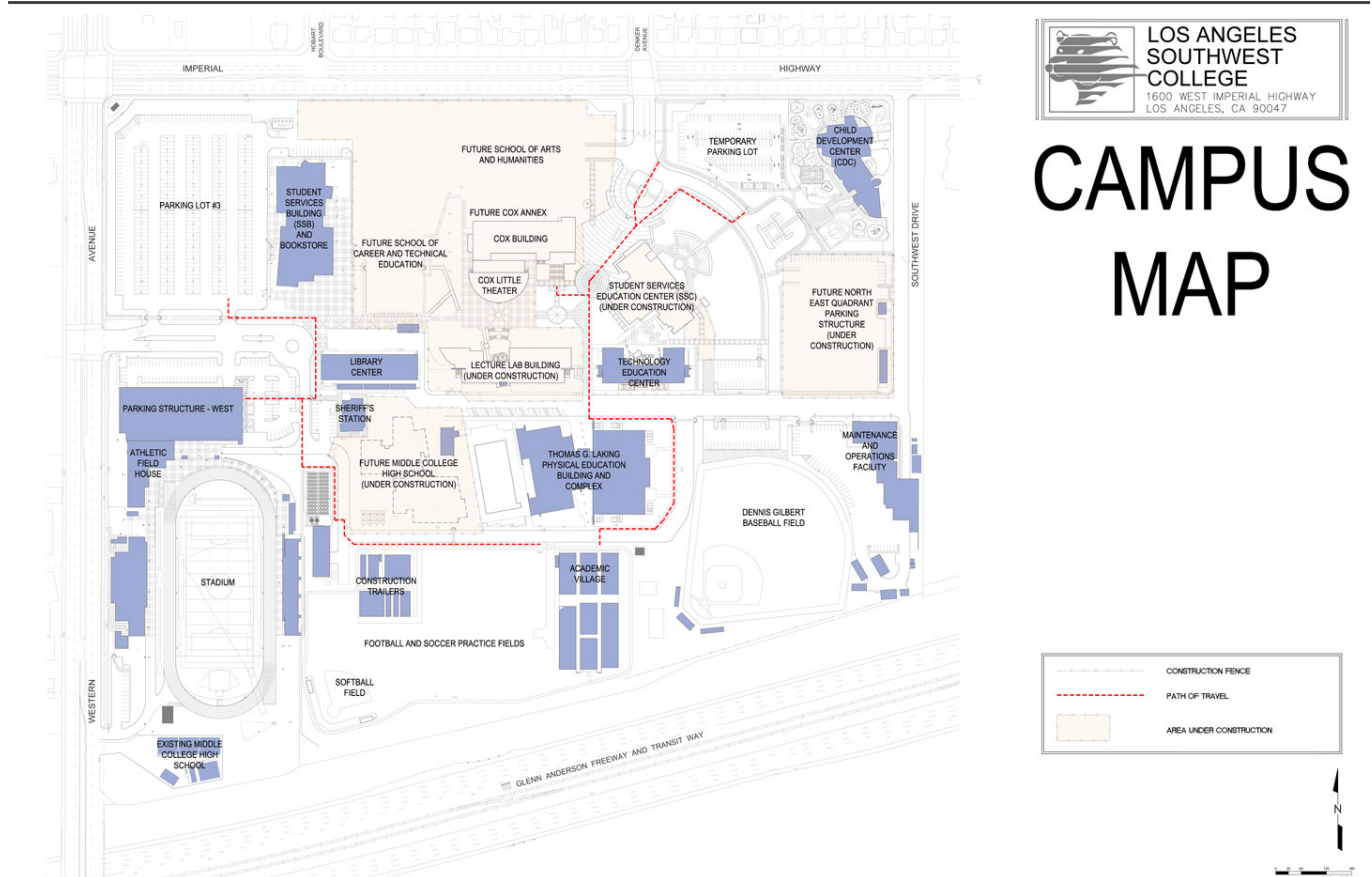 LOS ANGELES
SOUTHWEST
COLLEGE
1600 WEST IMPERIAL HIGHWAY
LOS ANGELES, CA 90047
CAMPUS
MAP
HOBART
BOULEVARD
DENKER
AVENUE
IMPERIAL
HIGHWAY
PARKING LOT #3
STUDENT
SERVICES
BUILDING
(SSB)
AND
BOOKSTORE
FUTURE SCHOOL OF ARTS
AND HUMANITIES
TEMPORARY
PARKING LOT
CHILD
DEVELOPMENT
CENTER
(CDC)
FUTURE COX ANNEX
COX BUILDING
FUTURE SCHOOL OF
CAREER AND TECHNICAL
EDUCATION
COX LITTLE
THEATER
STUDENT SERVICES
EDUCATION CENTER (SSC)
(UNDER CONSTRUCTION)
FUTURE NORTH
EAST QUADRANT
PARKING
STRUCTURE
(UNDER
CONSTRUCTION)
AVENUE
SOUTHWEST DRIVE
LIBRARY
CENTER
LECTURE LAB BUILDING
(UNDER CONSTRUCTION)
TECHNOLOGY
EDUCATION
CENTER
PARKING STRUCTURE - WEST
SHERIFF'S
STATION
ATHLETIC
FIELD
HOUSE
FUTURE MIDDLE COLLEGE
HIGH SCHOOL
(UNDER CONSTRUCTION)
THOMAS G. LAKING
PHYSICAL EDUCATION
BUILDING AND
COMPLEX
MAINTENANCE
AND
OPERATIONS
FACILITY
DENNIS GILBERT
BASEBALL FIELD
STADIUM
CONSTRUCTION
TRAILERS
ACADEMIC
VILLAGE
FOOTBALL AND SOCCER PRACTICE FIELDS
SOFTBALL
FIELD
WESTERN
EXISTING MIDDLE
COLLEGE HIGH
SCHOOL
GLENN ANDERSON FREEWAY AND TRANSIT WAY
CONSTRUCTION FENCE
PATH OF TRAVEL
AREA UNDER CONSTRUCTION
N